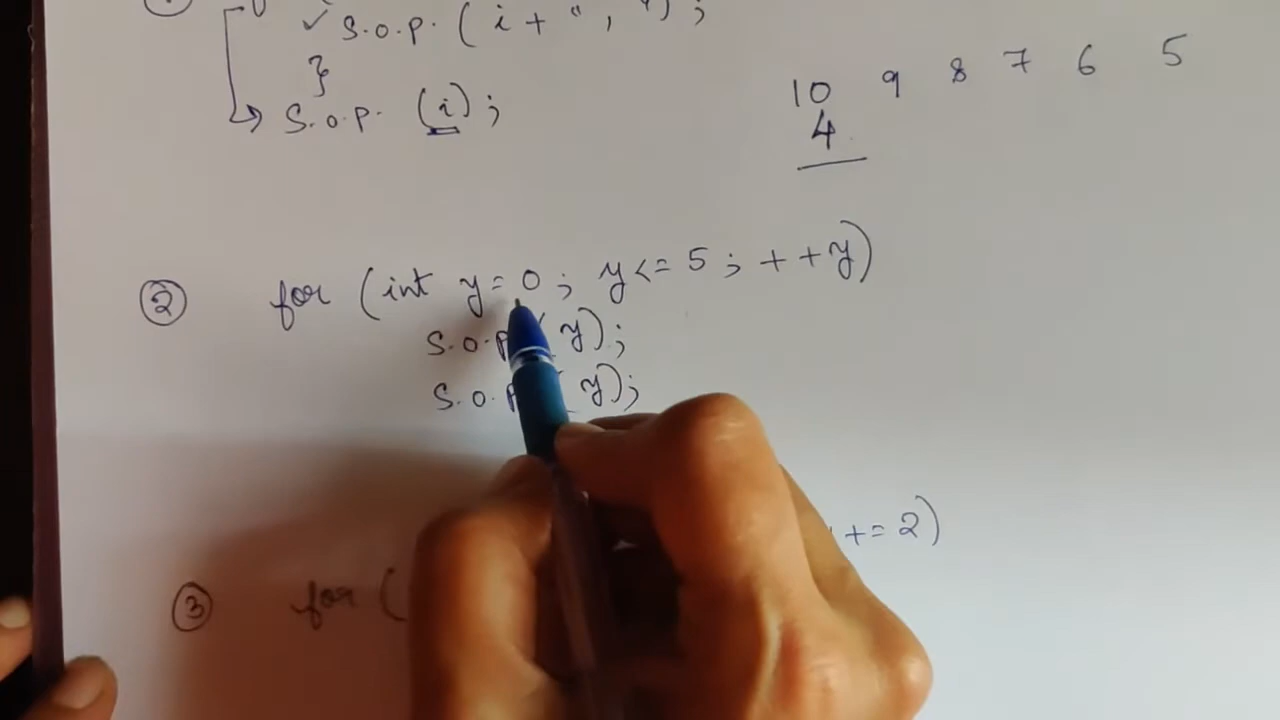 S.o.p. ( i + " , " ) ;
}
S.o.p. (i) ;
10 9 8 7 6 5
4
② for (int y=0; y<=5; ++y)
S.o.p (y);
S.o.p (y);
③ for ( += 2)